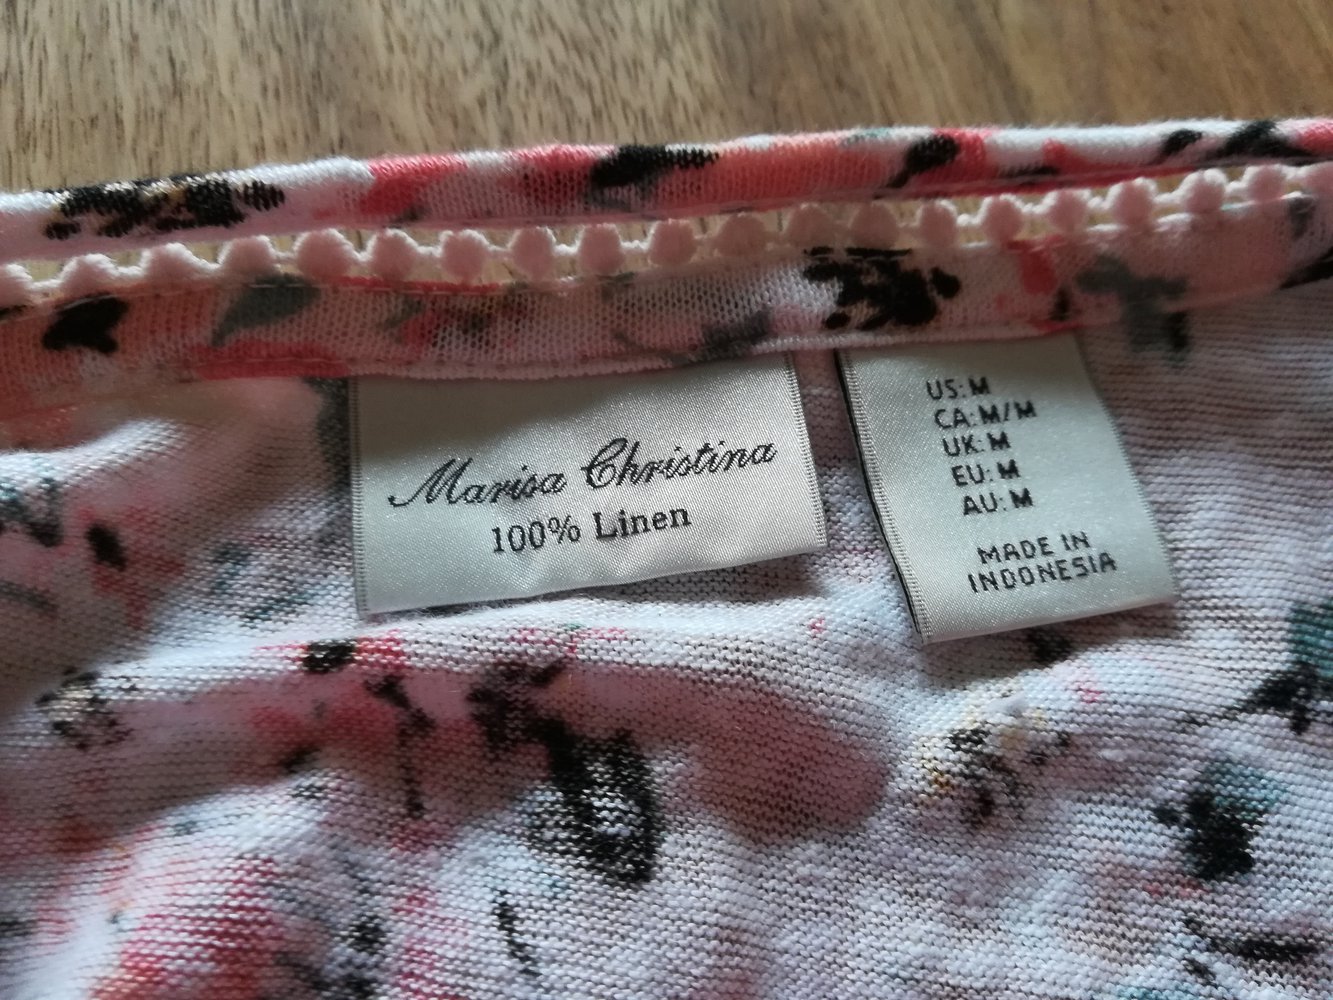 Marisa Christina
100% Linen
US: M
CA: M/M
UK: M
EU: M
AU: M
MADE IN
INDONESIA